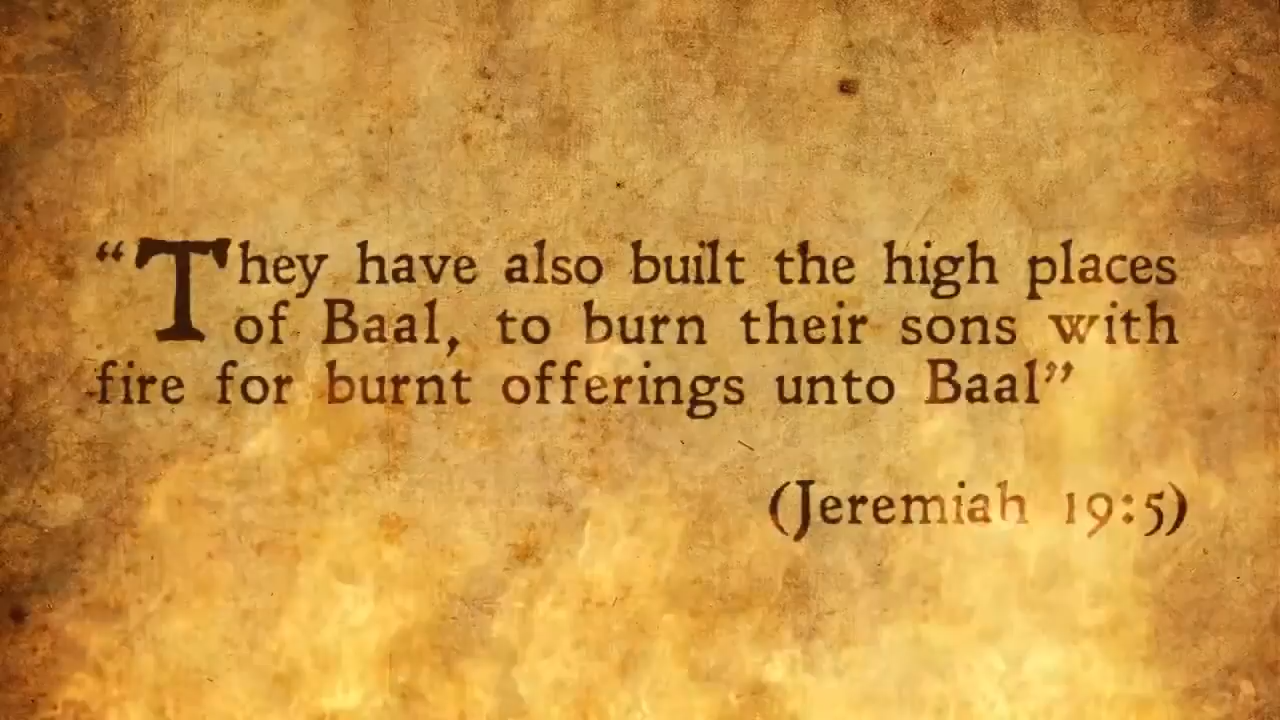 “They have also built the high places
of Baal, to burn their sons with
fire for burnt offerings unto Baal”
(Jeremiah 19:5)